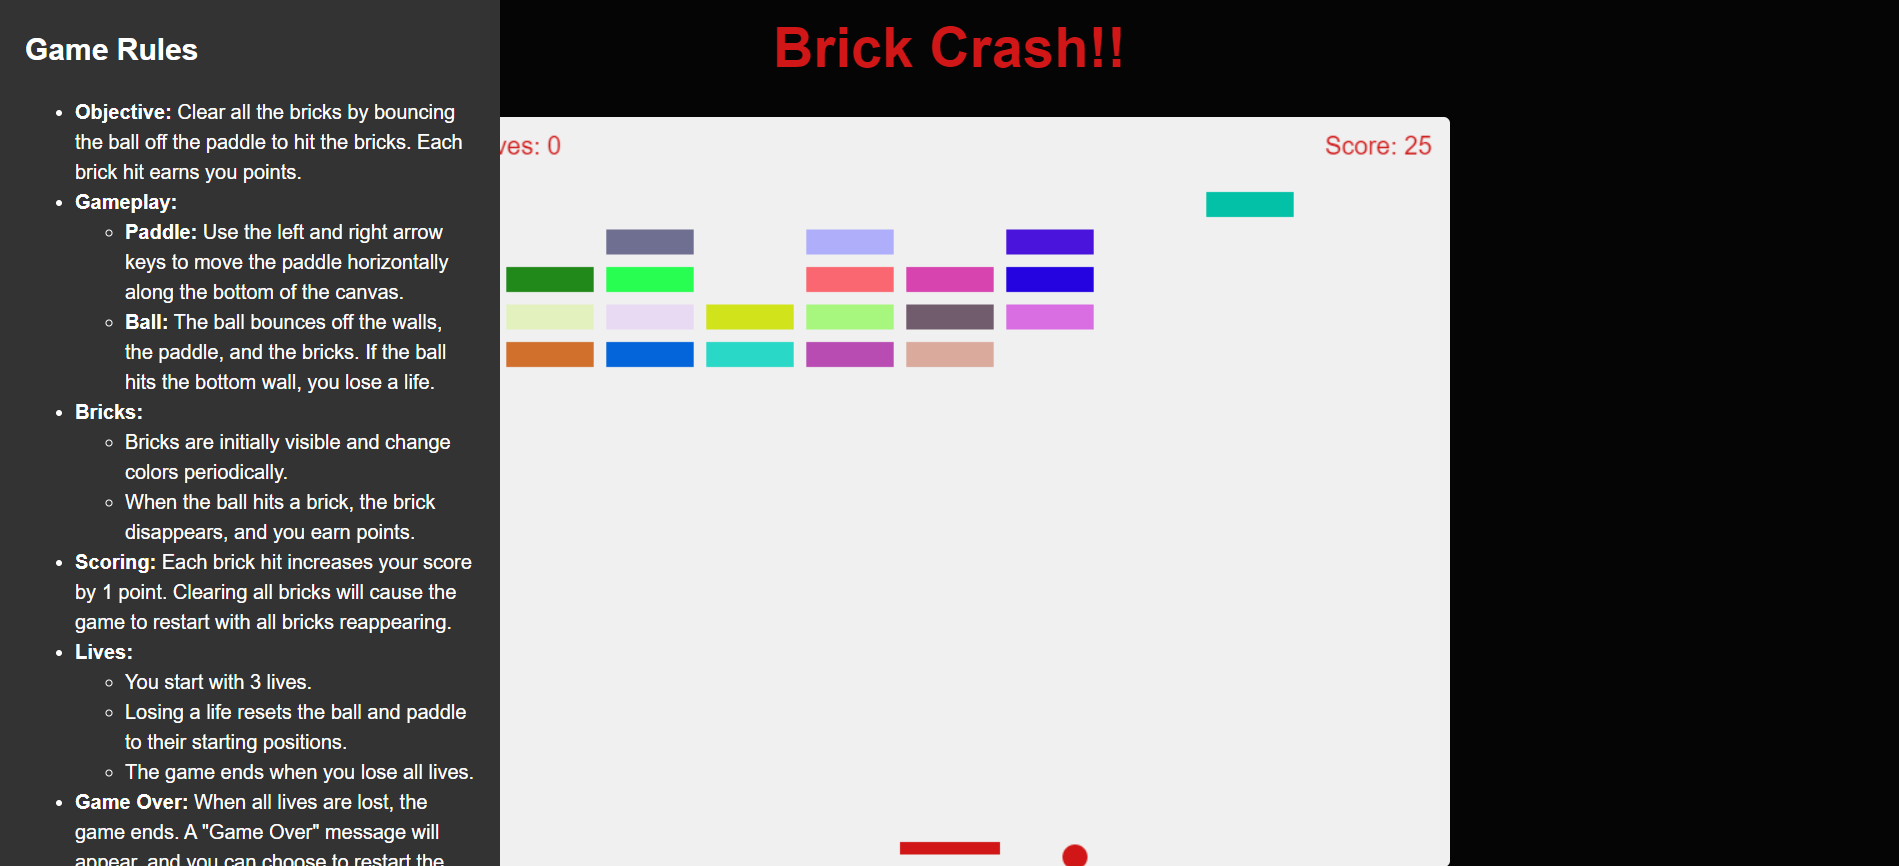 Game Rules
Brick Crash!!
• Objective: Clear all the bricks by bouncing
the ball off the paddle to hit the bricks. Each
brick hit earns you points.
• Gameplay:
◦ Paddle: Use the left and right arrow
keys to move the paddle horizontally
along the bottom of the canvas.
◦ Ball: The ball bounces off the walls,
the paddle, and the bricks. If the ball
hits the bottom wall, you lose a life.
• Bricks:
◦ Bricks are initially visible and change
colors periodically.
◦ When the ball hits a brick, the brick
disappears, and you earn points.
• Scoring: Each brick hit increases your score
by 1 point. Clearing all bricks will cause the
game to restart with all bricks reappearing.
• Lives:
◦ You start with 3 lives.
◦ Losing a life resets the ball and paddle
to their starting positions.
◦ The game ends when you lose all lives.
• Game Over: When all lives are lost, the
game ends. A "Game Over" message will
appear, and you can choose to restart the
ves: 0
Score: 25